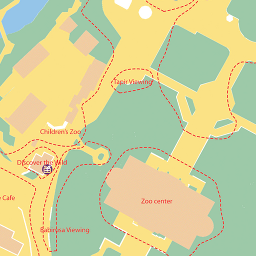 Tapir Viewing
Children's Zoo
Discover the Wild
Cafe
Zoo center
Babirusa Viewing